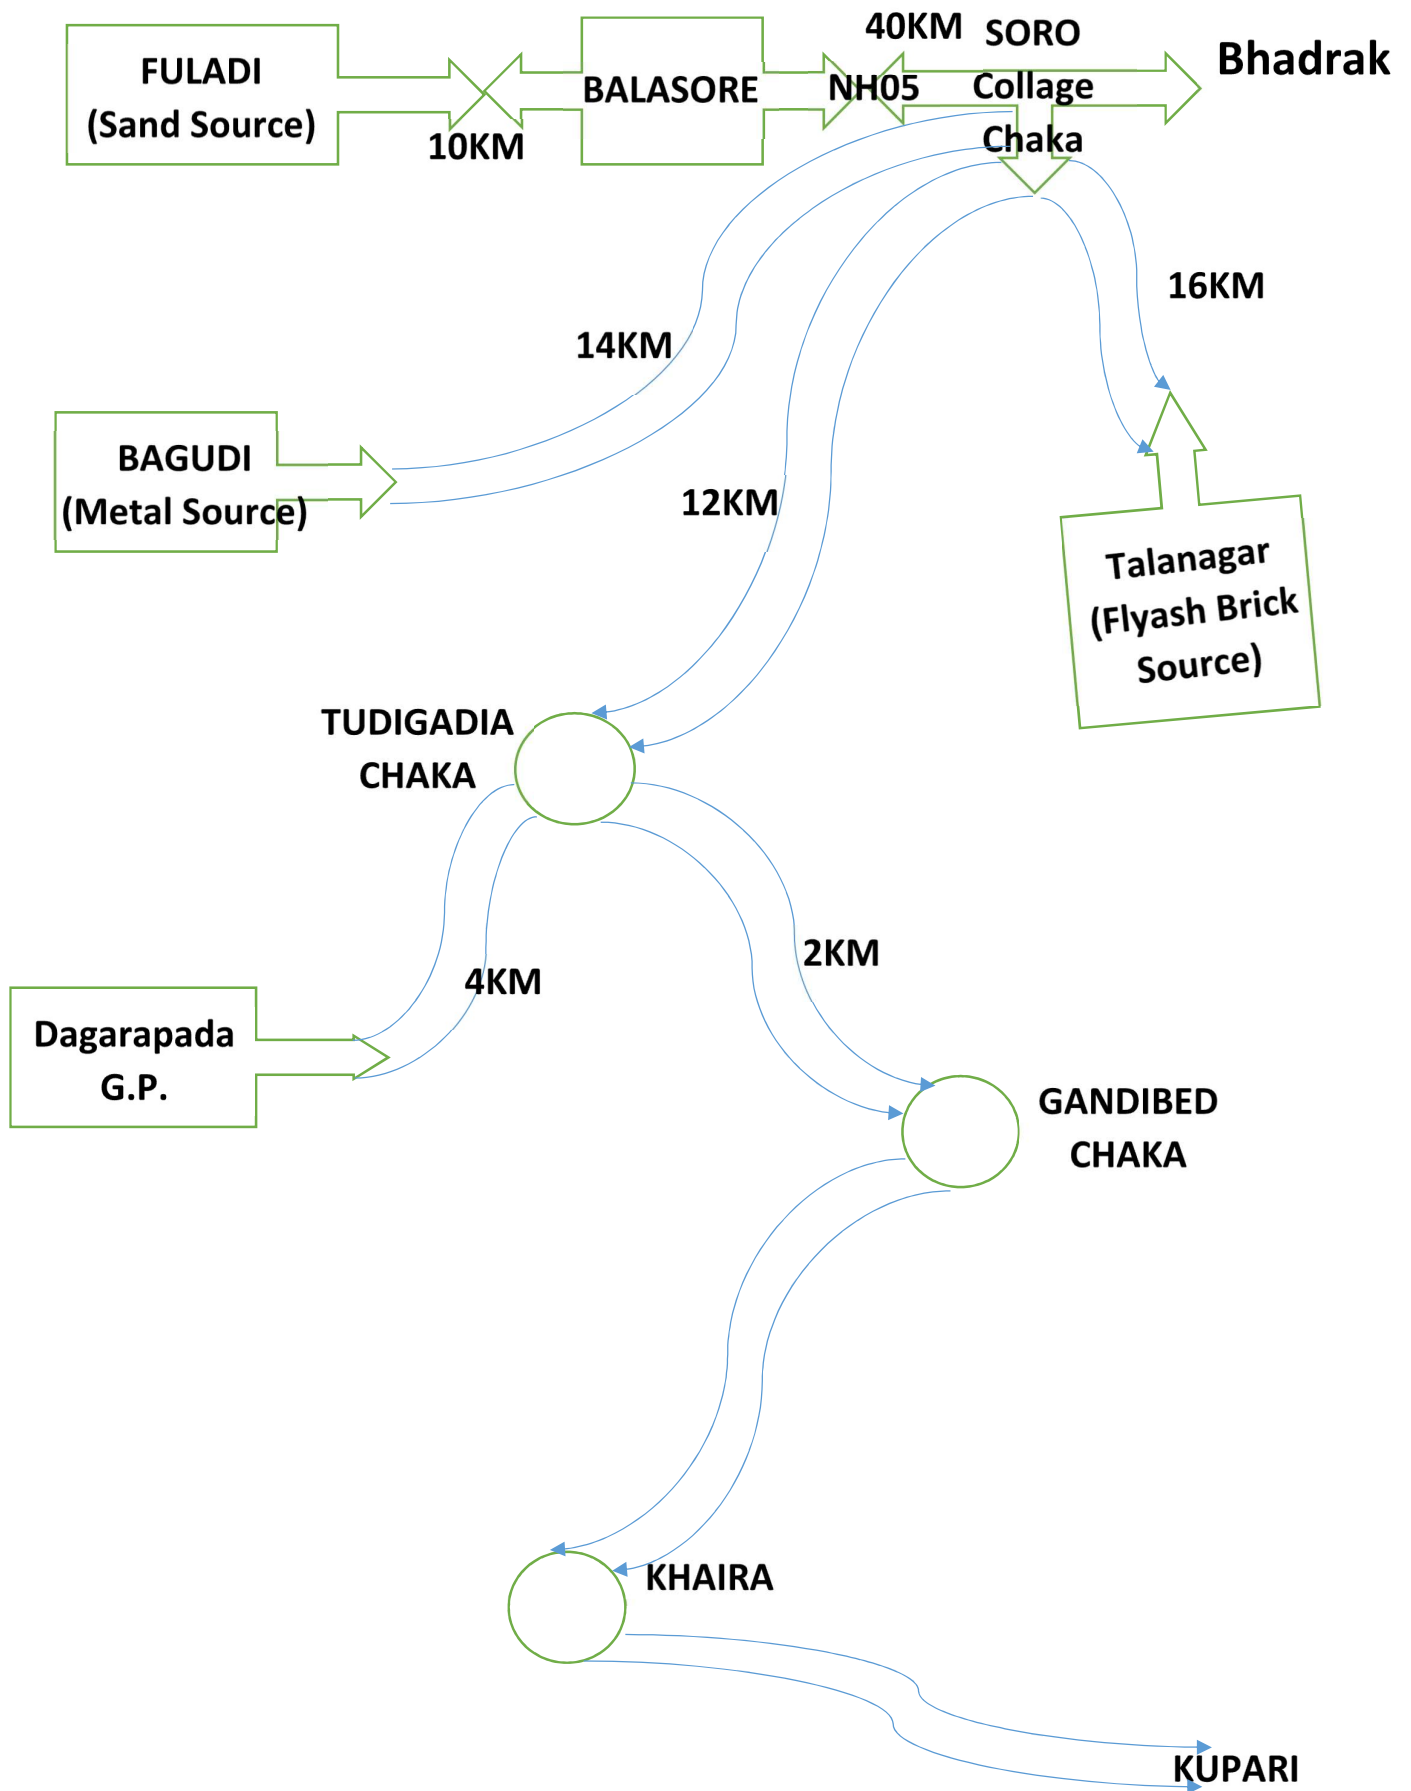 FULADI
(Sand Source)
10KM
BALASORE
NH05
40KM
SORO
Collage
Chaka
Bhadrak
14KM
16KM
BAGUDI
(Metal Source)
12KM
Talanagar
(Flyash Brick
Source)
TUDIGADIA
CHAKA
4KM
2KM
Dagarapada
G.P.
GANDIBED
CHAKA
KHAIRA
KUPARI